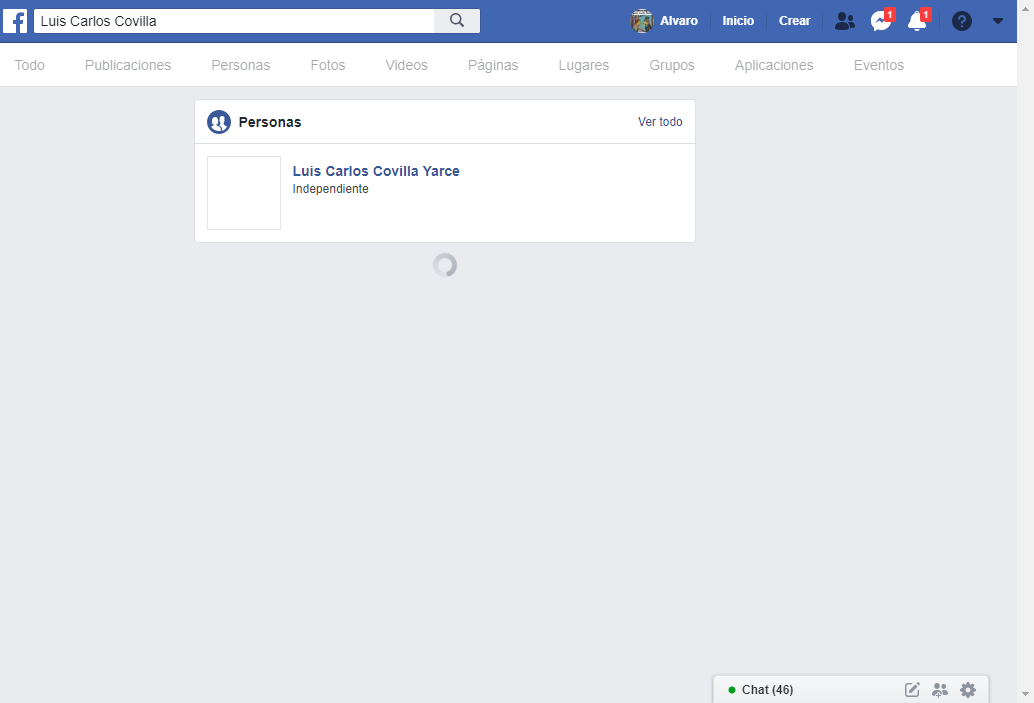 Luis Carlos Covilla
Alvaro Inicio Crear 1 1
Todo Publicaciones Personas Fotos Videos Páginas Lugares Grupos Aplicaciones Eventos
Personas Ver todo
Luis Carlos Covilla Yarce
Independiente
Chat (46)